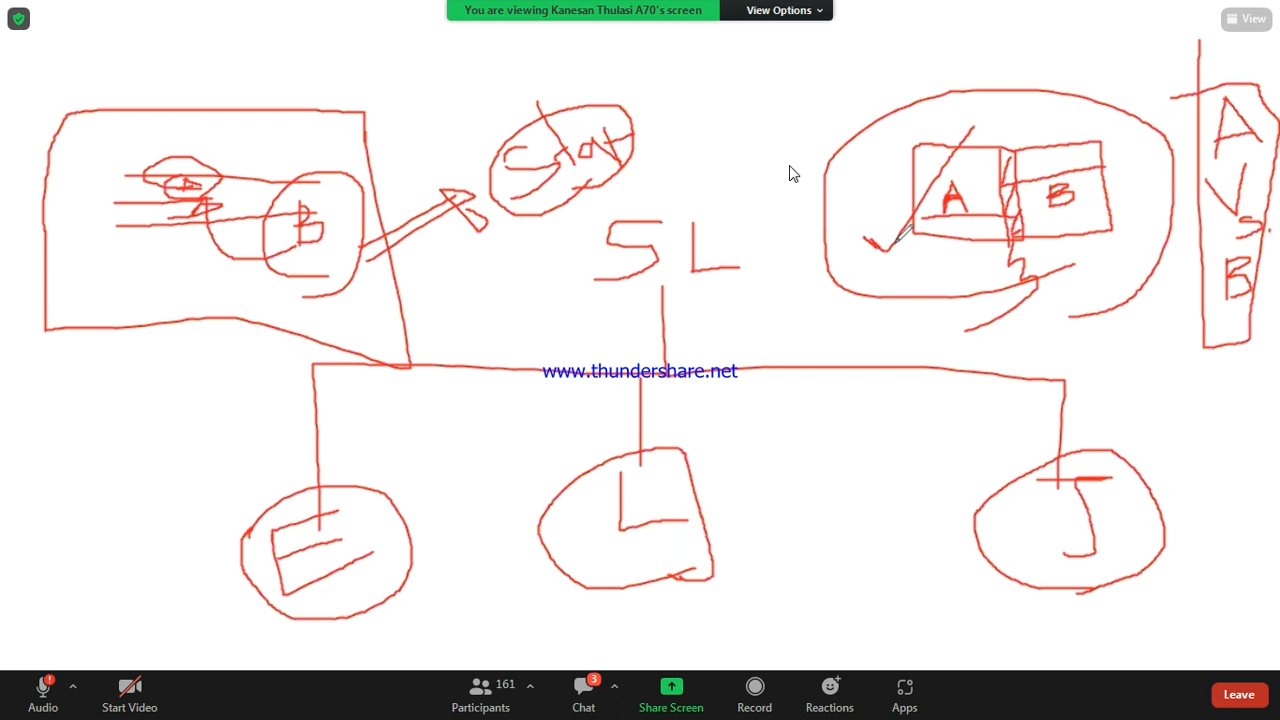 You are viewing Kanesan Thulasi A70's screen
View Options
View
A
B
S L
A
B
A
V
S.
B
www.thundershare.net
E
L
J
Audio
Start Video
161
Participants
3
Chat
Share Screen
Record
Reactions
Apps
Leave